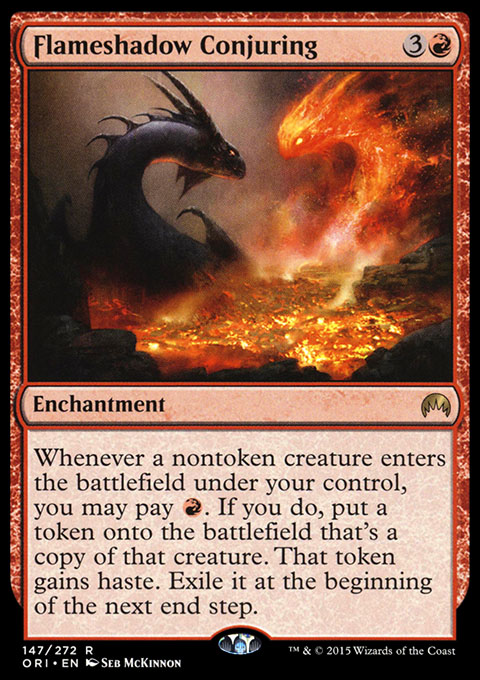 Flameshadow Conjuring 3
Enchantment
Whenever a nontoken creature enters
the battlefield under your control,
you may pay . If you do, put a
token onto the battlefield that's a
copy of that creature. That token
gains haste. Exile it at the beginning
of the next end step.
147/272 R
ORI • EN Seb McKinnon
™ & © 2015 Wizards of the Coast